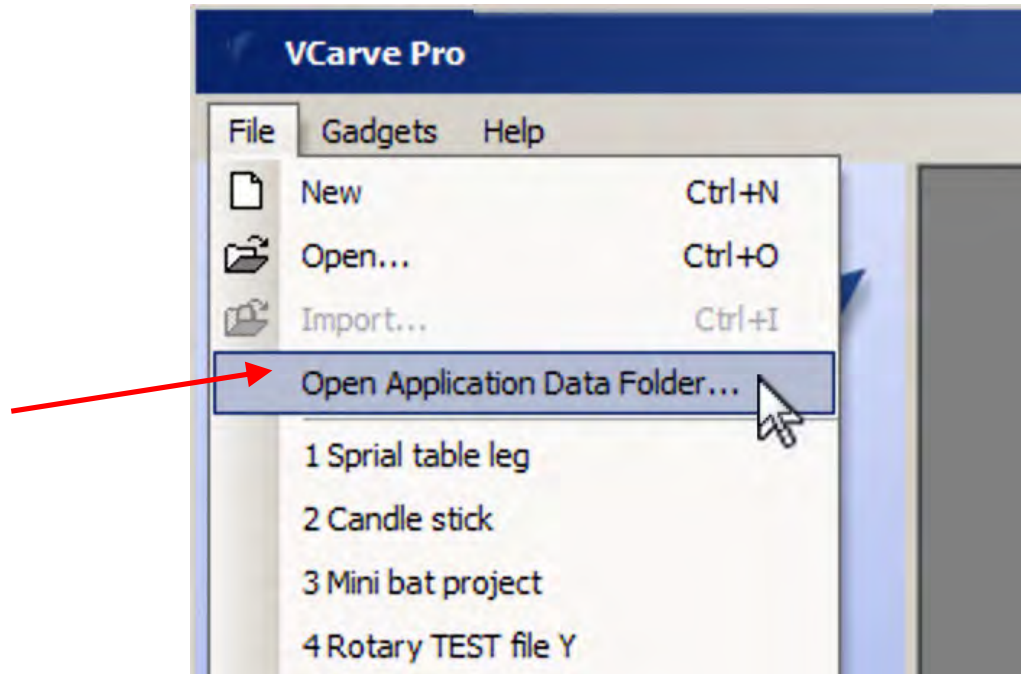 VCarve Pro
File Gadgets Help
New Ctrl+N
Open... Ctrl+O
Import... Ctrl+I
Open Application Data Folder...
1 Sprial table leg
2 Candle stick
3 Mini bat project
4 Rotary TEST file Y